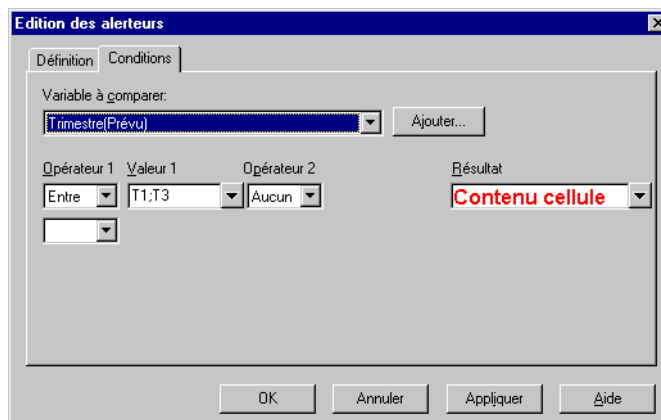 Edition des alerteurs
Définition Conditions
Variable à comparer:
Trimestre(Prévu) Ajouter...
Opérateur 1 Valeur 1 Opérateur 2 Résultat
Entre T1;T3 Aucun Contenu cellule
OK Annuler Appliquer Aide